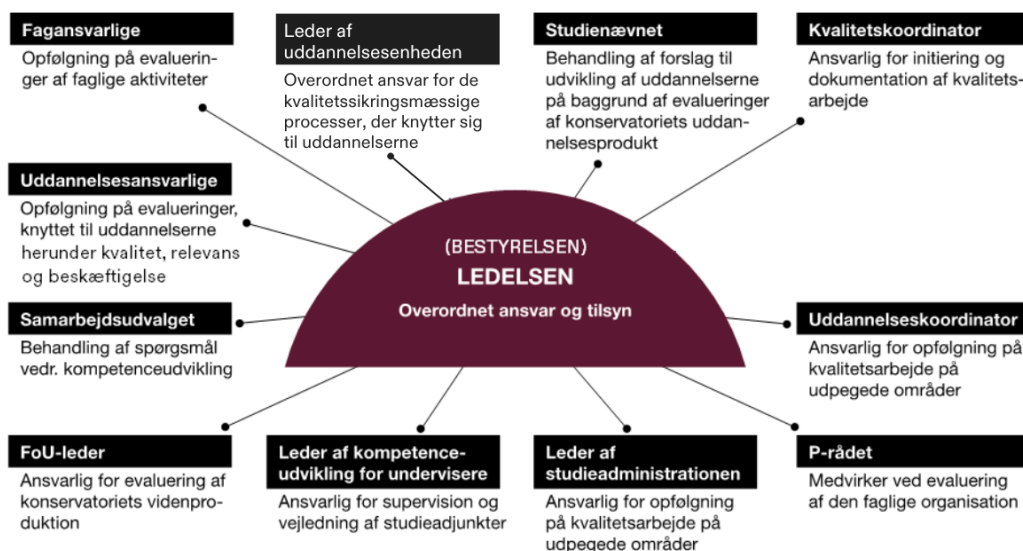 Fagansvarlige
Opfølgning på evaluerin-
ger af faglige aktiviteter
Leder af
uddannelsesenheden
Overordnet ansvar for de
kvalitetssikringsmæssige
processer, der knytter sig
til uddannelserne
Studienævnet
Behandling af forslag til
udvikling af uddannelserne
på baggrund af evalueringer
af konservatoriets uddan-
nelsesprodukt
Kvalitetskoordinator
Ansvarlig for initiering og
dokumentation af kvalitets-
arbejde
Uddannelsesansvarlige
Opfølgning på evalueringer,
knyttet til uddannelserne
herunder kvalitet, relevans
og beskæftigelse
(BESTYRELSEN)
LEDELSEN
Overordnet ansvar og tilsyn
Samarbejdsudvalget
Behandling af spørgsmål
vedr. kompetenceudvikling
Uddannelseskoordinator
Ansvarlig for opfølgning på
kvalitetsarbejde på
udpegede områder
FoU-leder
Ansvarlig for evaluering af
konservatoriets videnpro-
duktion
Leder af kompetence-
udvikling for undervisere
Ansvarlig for supervision og
vejledning af studieadjunkter
Leder af
studieadministrationen
Ansvarlig for opfølgning
på kvalitetsarbejde på
udpegede områder
P-rådet
Medvirker ved evaluering
af den faglige organisation